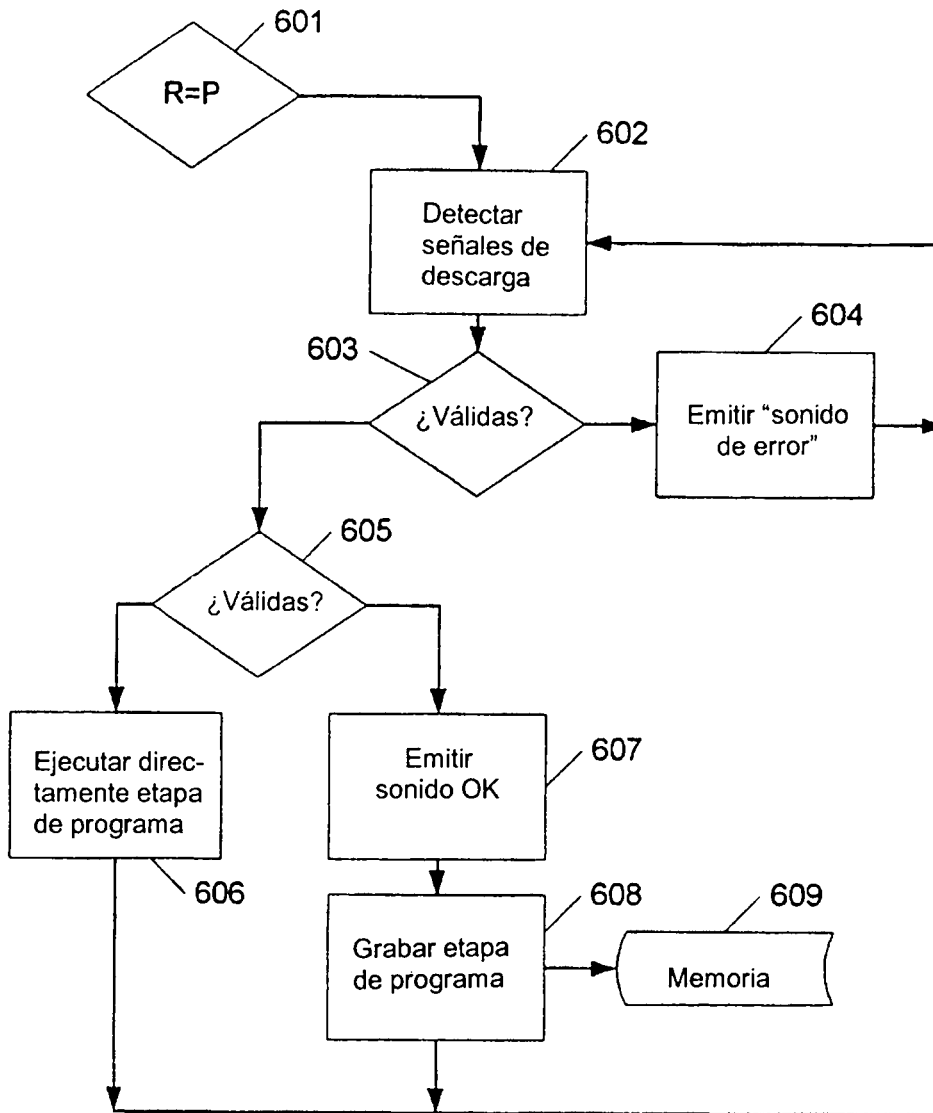 601
R=P
602
Detectar
señales de
descarga
603
604
¿Válidas?
Emitir “sonido
de error”
605
¿Válidas?
Ejecutar direc-
tamente etapa
de programa
606
Emitir
sonido OK
607
608
Grabar etapa
de programa
609
Memoria